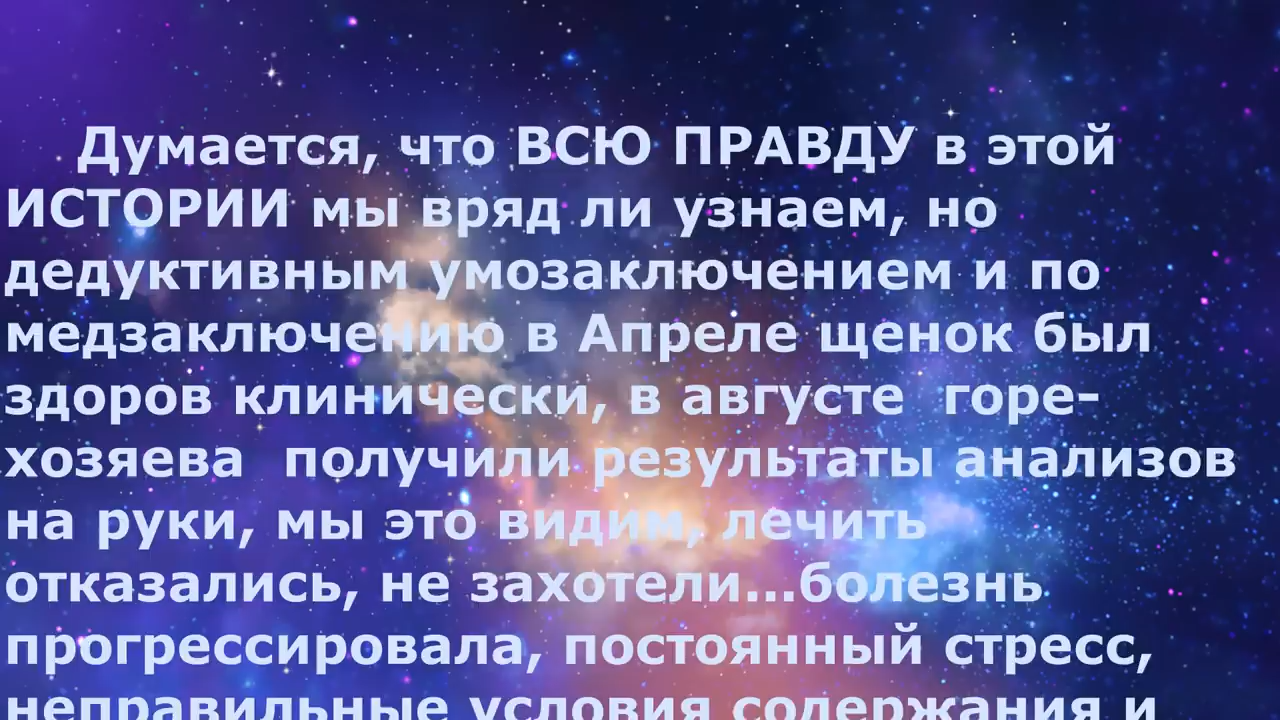 Думается, что ВСЮ ПРАВДУ в этой
ИСТОРИИ мы вряд ли узнаем, но
дедуктивным умозаключением и по
медзаключению в Апреле щенок был
здоров клинически, в августе  горе-
хозяева  получили результаты анализов
на руки, мы это видим, лечить
отказались, не захотели...болезнь
прогрессировала, постоянный стресс,
неправильные условия содержания и